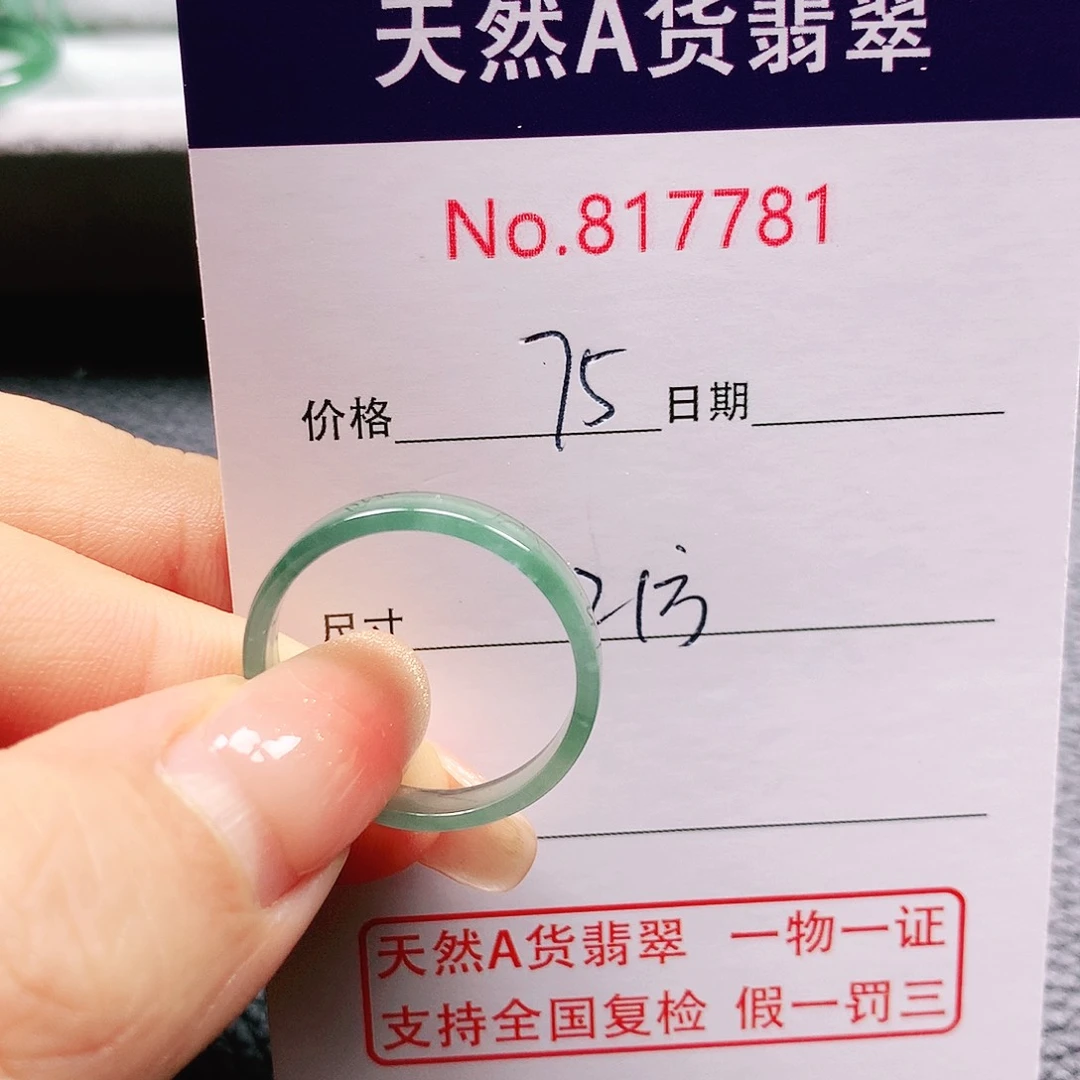 天然A货翡翠
No.817781
价格 75 日期
尺寸
天然A货翡翠 一物一证
支持全国复检 假一罚三